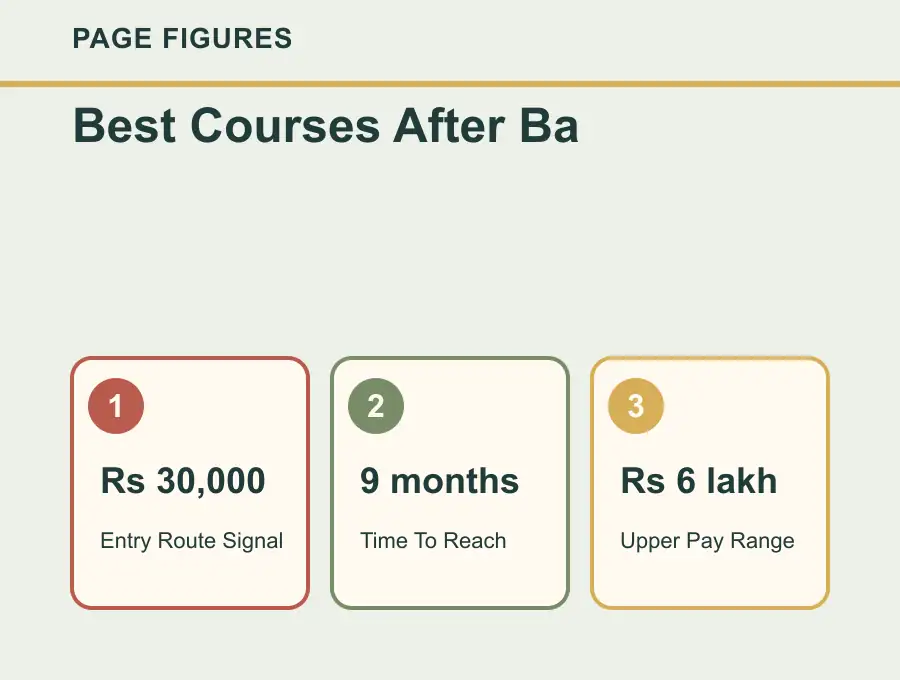 PAGE FIGURES
Best Courses After Ba
1
Rs 30,000
Entry Route Signal
2
9 months
Time To Reach
3
Rs 6 lakh
Upper Pay Range